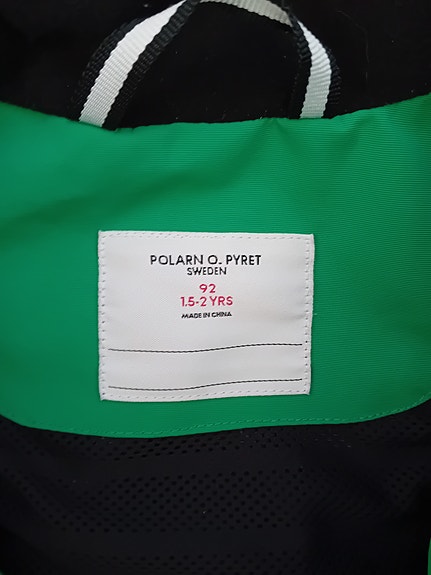 POLARN O. PYRET
SWEDEN
92
1.5-2 YRS
MADE IN CHINA